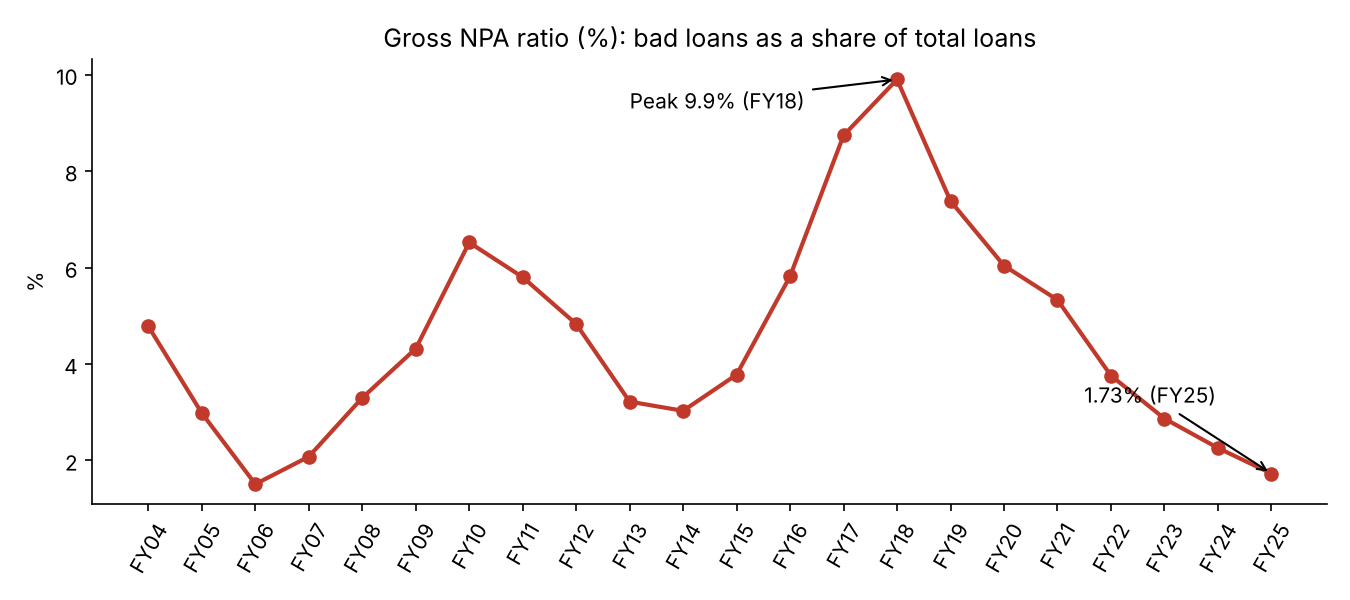 Gross NPA ratio (%): bad loans as a share of total loans
10
Peak 9.9% (FY18)
8
6
%
4
1.73% (FY25)
2
FY04
FY05
FY06
FY07
FY08
FY09
FY10
FY11
FY12
FY13
FY14
FY15
FY16
FY17
FY18
FY19
FY20
FY21
FY22
FY23
FY24
FY25